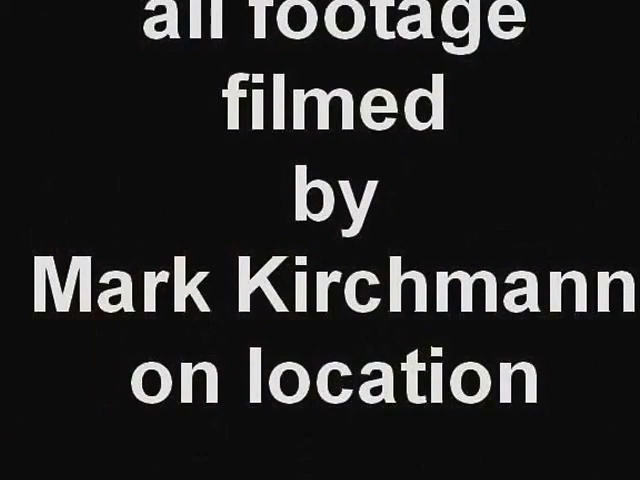 all footage
filmed
by
Mark Kirchmann
on location